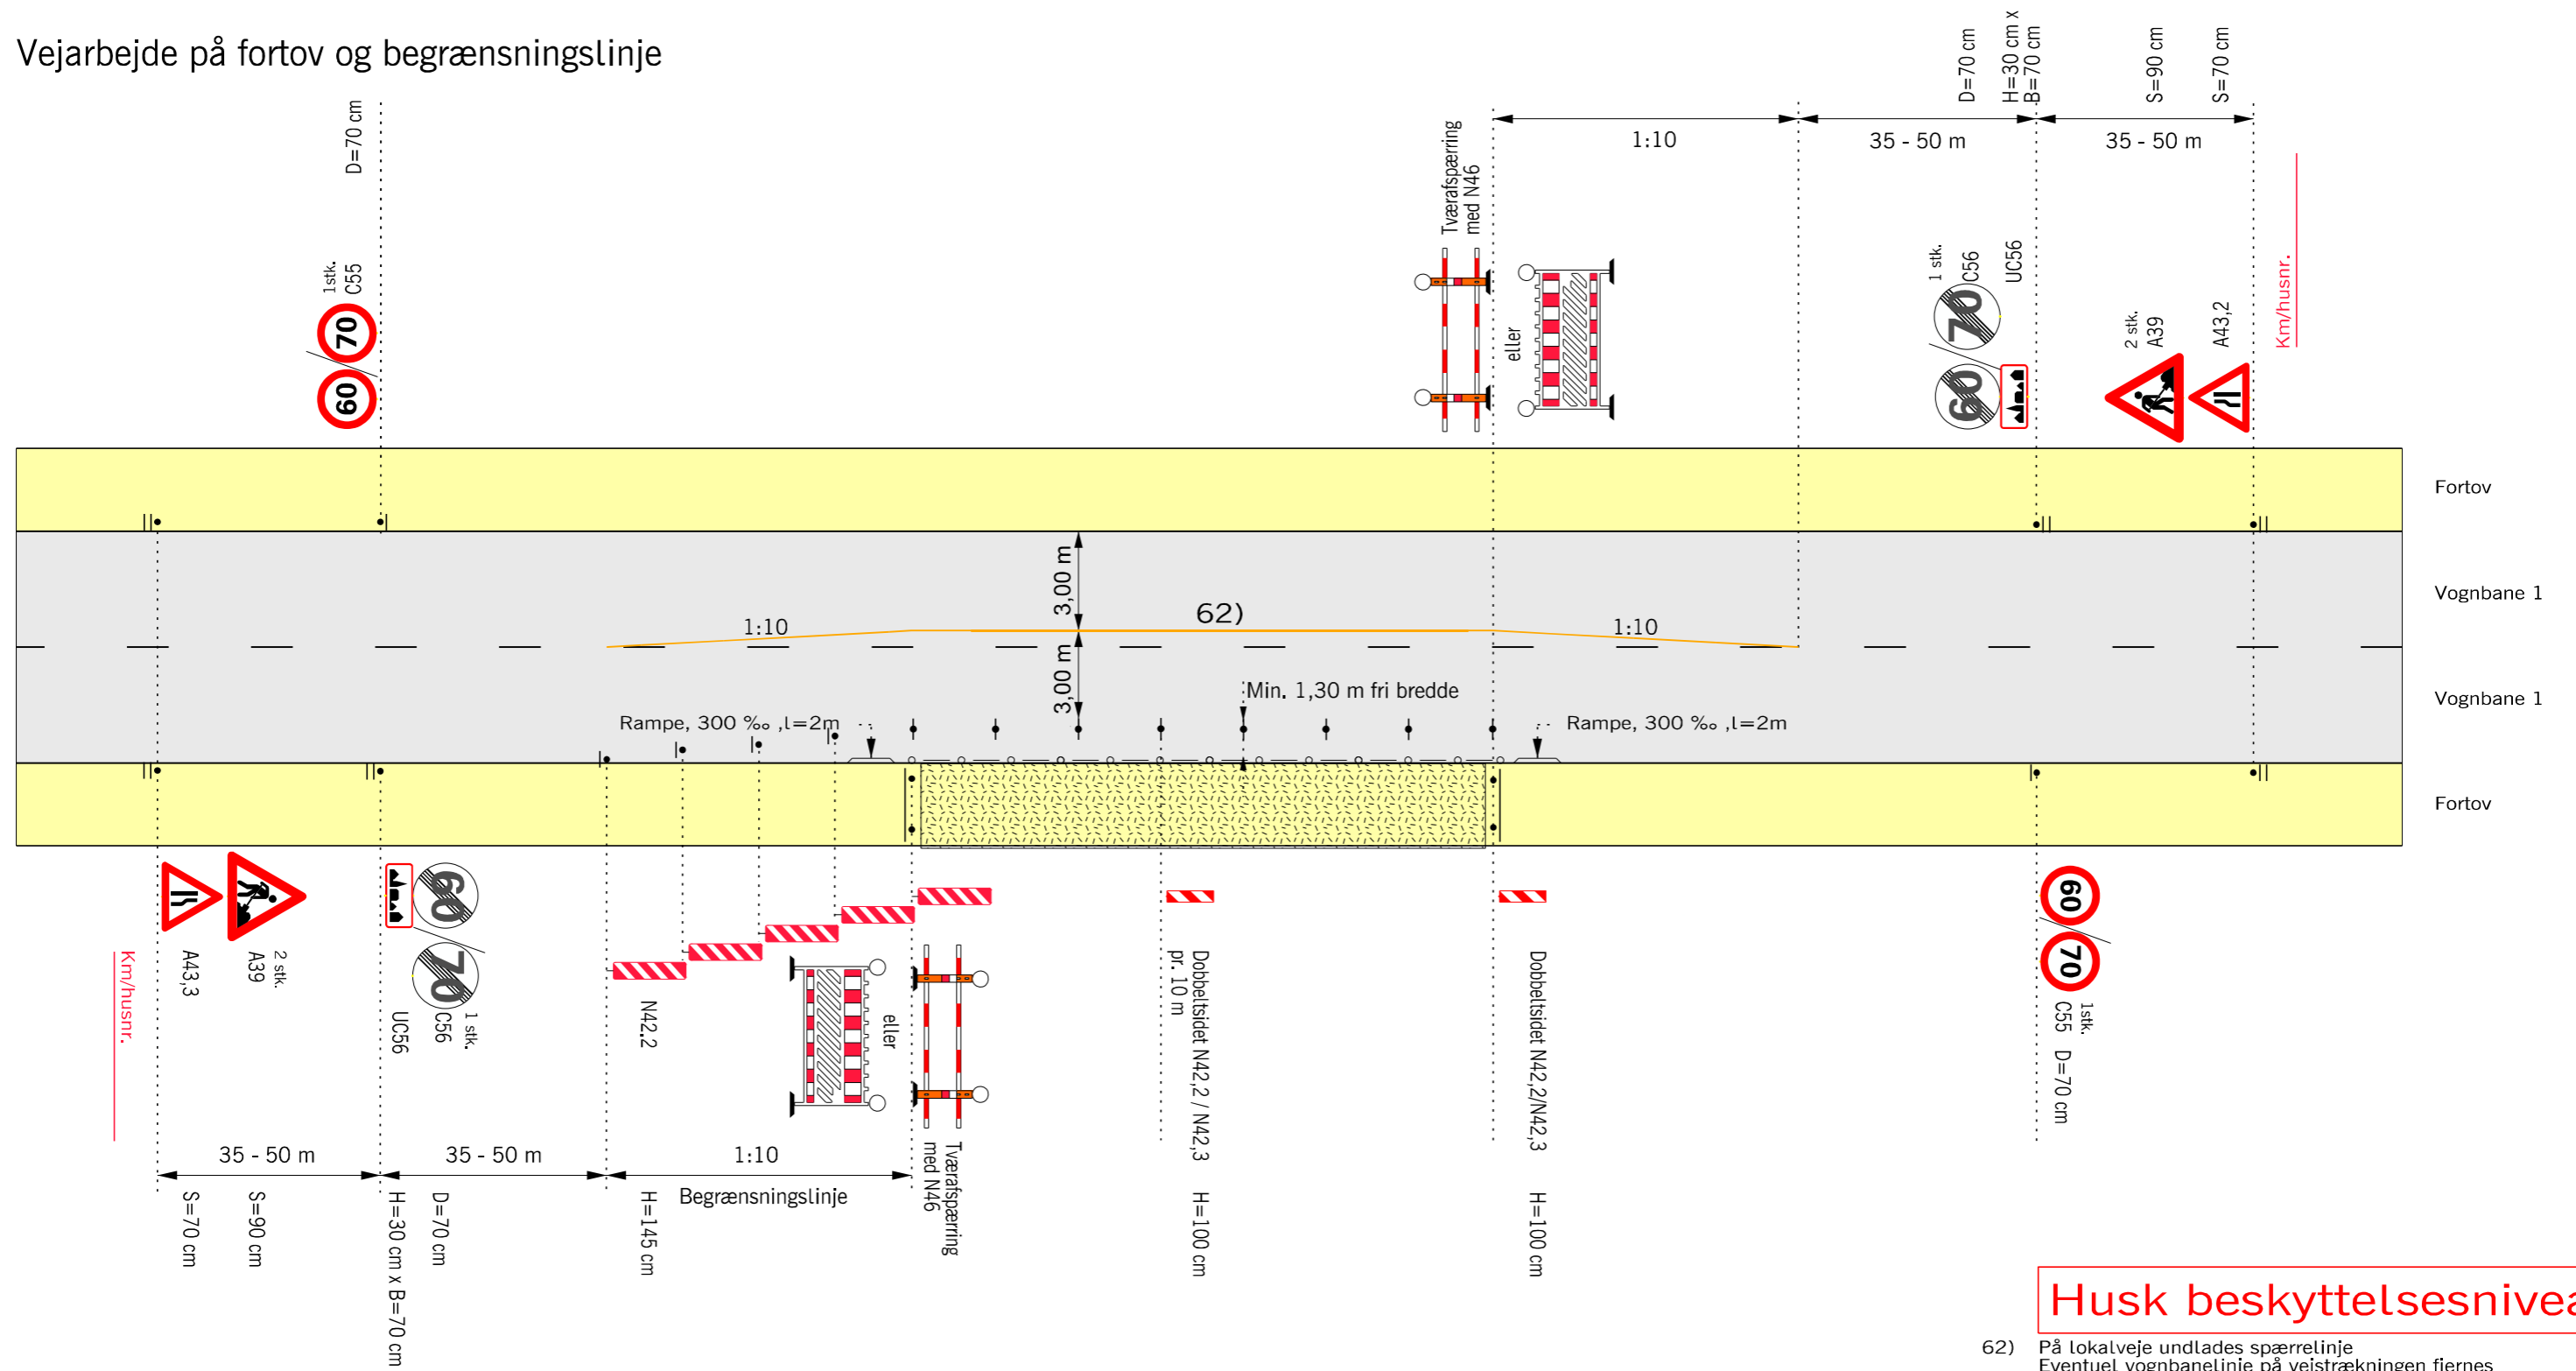 Vejarbejde på fortov og begrænsningslinje
D=70 cm
1stk.
C55
70
60
Tværafspærring
med N46
eller
1:10
35 - 50 m
35 - 50 m
D=70 cm
H=30 cm x
B=70 cm
S=90 cm
S=70 cm
1 stk.
C56
UC56
70
60
2 stk.
A39
A43,2
Km/husnr.
Fortov
Vognbane 1
Vognbane 1
Fortov
3,00 m
3,00 m
1:10
62)
1:10
Min. 1,30 m fri bredde
Rampe, 300 ‰ ,l=2m
Rampe, 300 ‰ ,l=2m
Km/husnr.
A43,3
A39
2 stk.
60
70
UC56
C56
1 stk.
N42.2
eller
Tværafspærring
med N46
Dobbeltsidet N42,2 / N42,3
pr. 10 m
H=100 cm
Dobbeltsidet N42,2/N42,3
H=100 cm
60
70
1stk.
C55
D=70 cm
35 - 50 m
35 - 50 m
1:10
Begrænsningslinje
S=70 cm
S=90 cm
H=30 cm x B=70 cm
D=70 cm
H=145 cm
Husk beskyttelsesnivea
62) På lokalveje undlades spærrelinje
Eventuel vognbanelinje på vejstrækningen fjernes